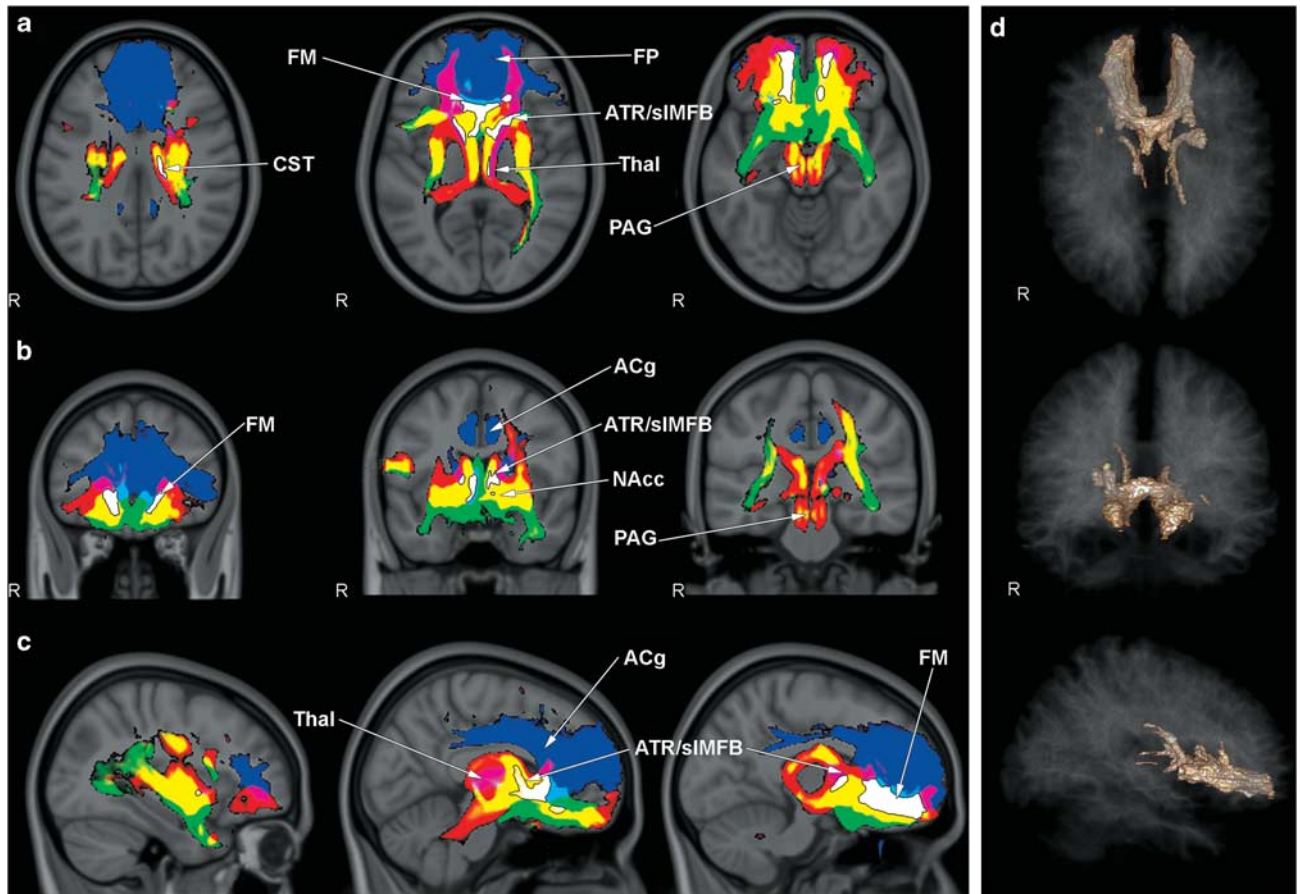 a
FM
FP
ATR/slMFB
CST
Thal
PAG
R
R
R
b
ACg
FM
ATR/slMFB
NAcc
PAG
R
R
R
c
ACg
FM
Thal
ATR/slMFB
d
R
R